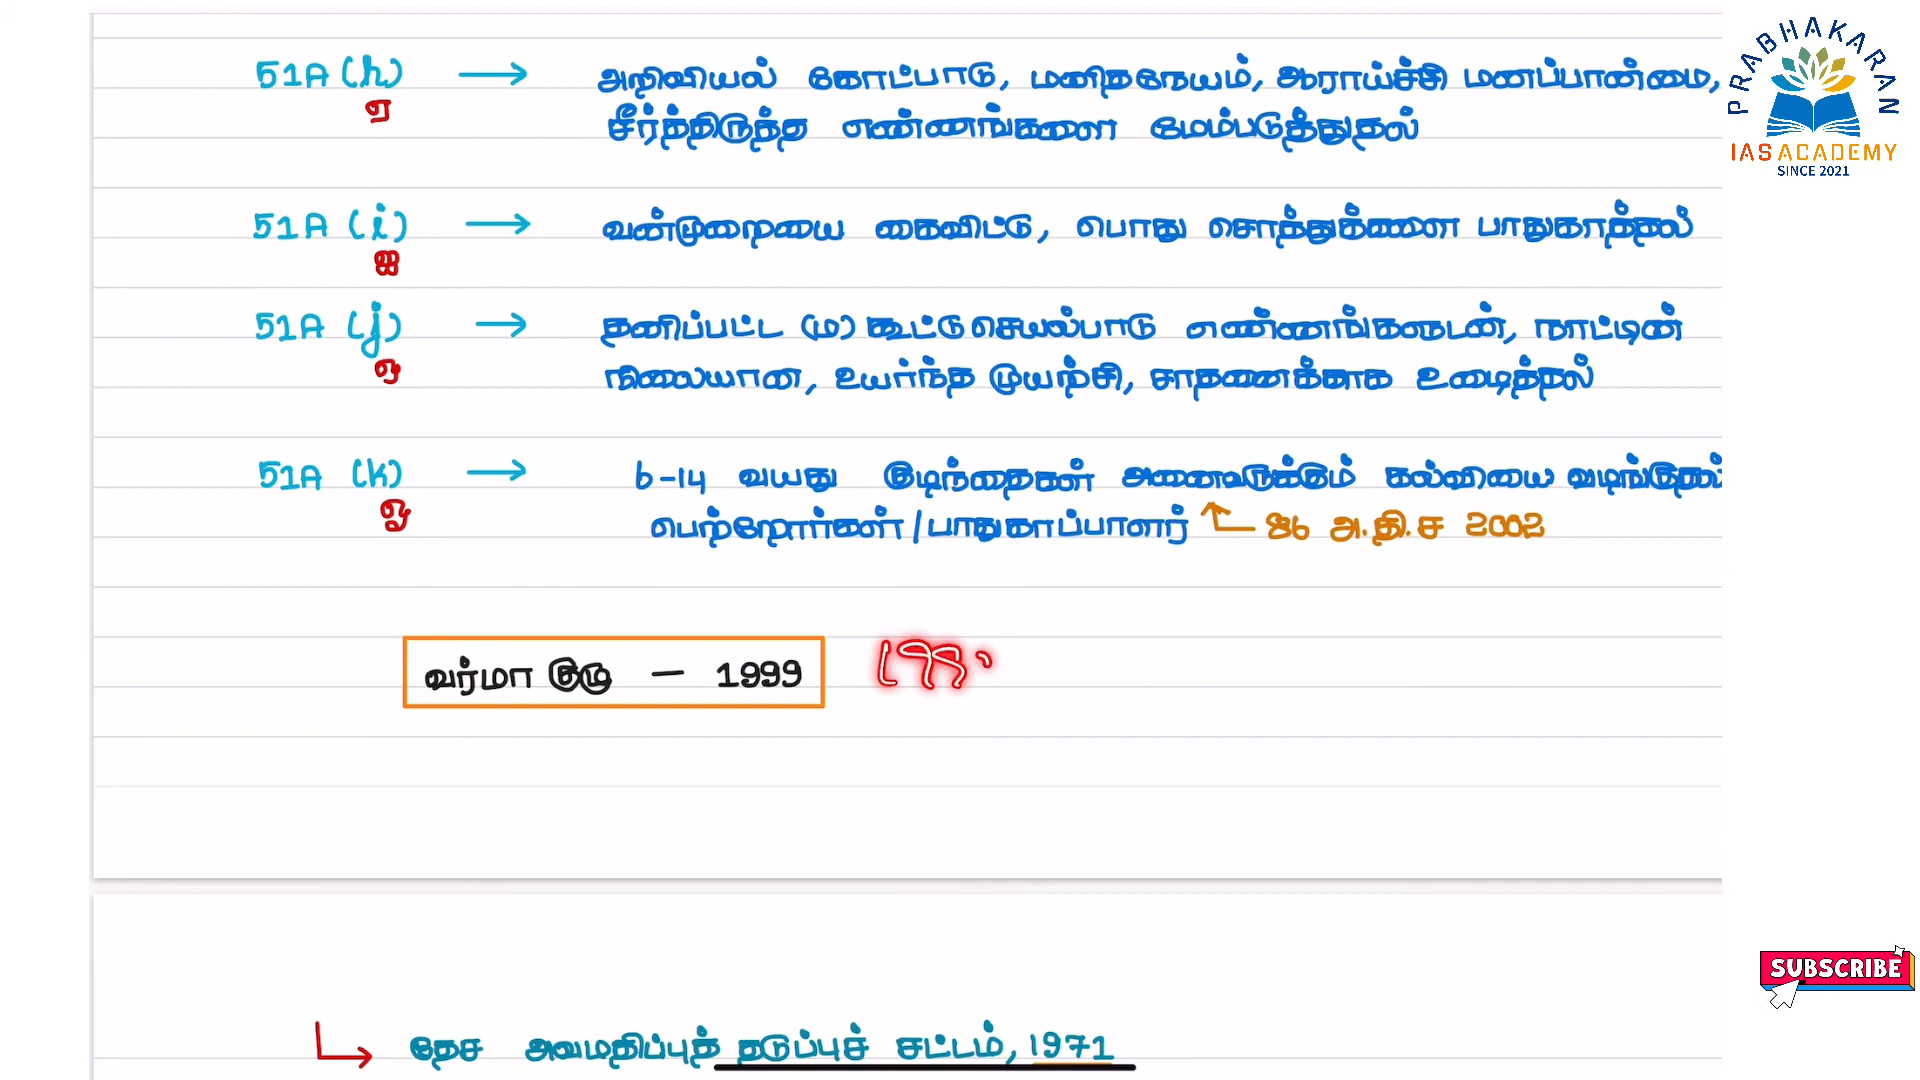 51A (h) → அறிவியல் கோட்பாடு, மனிதநேயம், ஆராய்ச்சி மனப்பான்மை,
ஏ
சீர்த்திருத்த எண்ணங்களை மேம்படுத்துதல்
51A (i) → வன்முறையை கைவிட்டு, பொது சொத்துக்களை பாதுகாத்தல்
ஐ
51A (j) → தனிப்பட்ட (ம) கூட்டுசெயல்பாடு எண்ணங்களுடன், நாட்டின்
ஒ
நிலையான, உயர்ந்த முயற்சி, சாதனைக்காக உழைத்தல்
51A (k) → 6-14 வயது குழந்தைகள் அனைவருக்கும் கல்வியை வழங்குதல்
ஓ
பெற்றோர்கள் / பாதுகாப்பாளர் 86 அ.தி.ச 2002
வர்மா குழு – 1999 199
தேச அவமதிப்புத் தடுப்புச் சட்டம், 1971
PRABHAKARAN
IAS ACADEMY
SINCE 2021
SUBSCRIBE